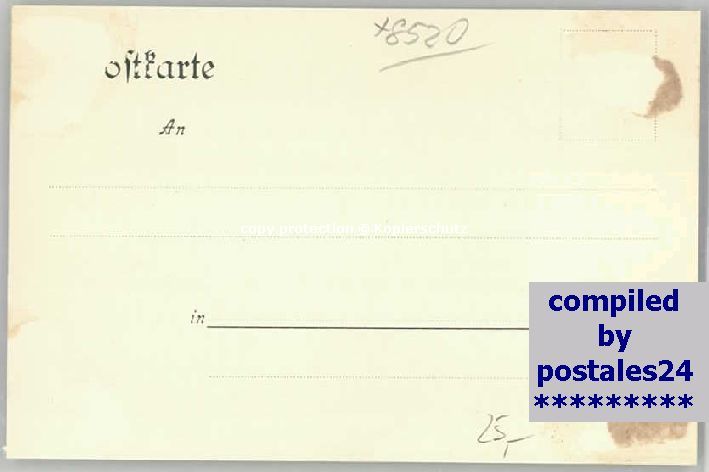 *8520
ostkarte
An
copy protection © Kopierschutz
in
compiled
by
postales24
*********
25,-